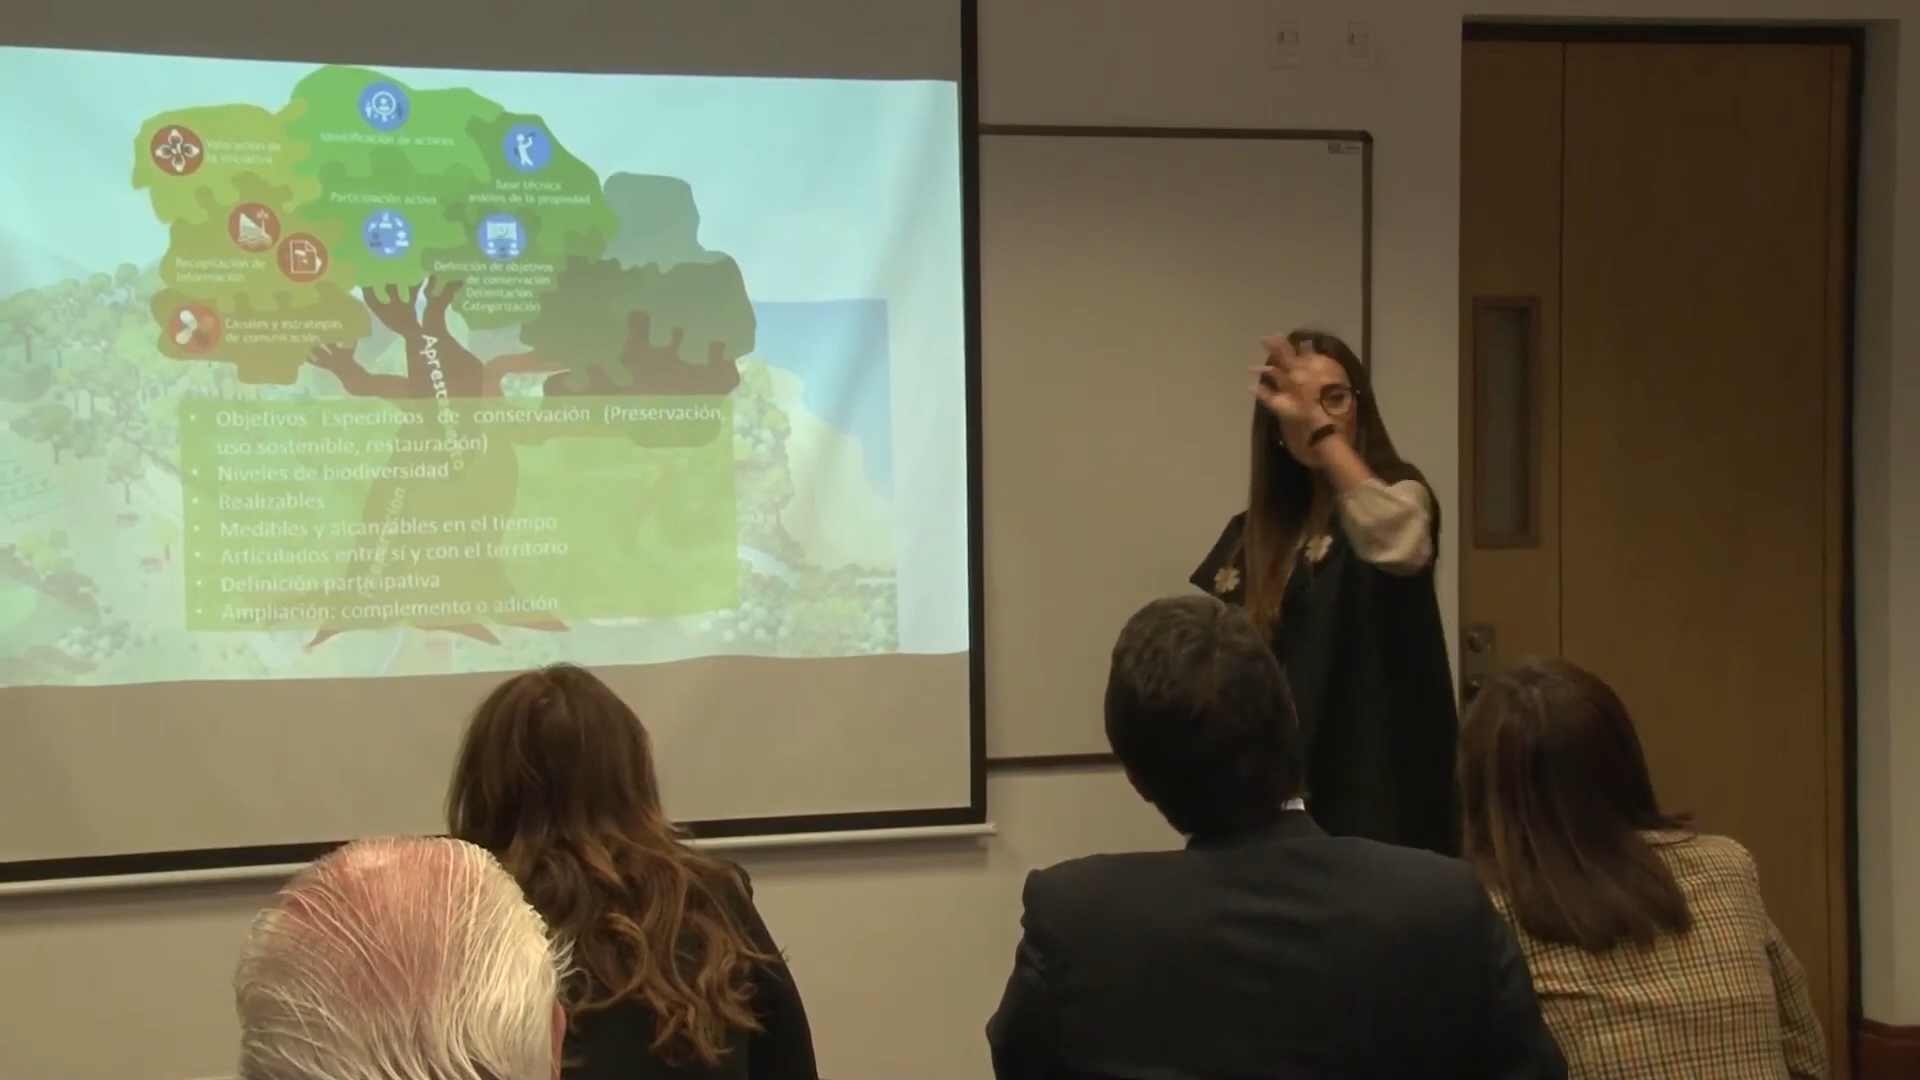 Identificación de actores
Valoración de
la iniciativa
Base técnica
análisis de la propiedad
Participación activa
Recopilación de
información
Definición de objetivos
de conservación
Delimitación
Categorización
Canales y estrategias
de comunicación
• Objetivos Específicos de conservación (Preservación,
uso sostenible, restauración)
• Niveles de biodiversidad
• Realizables
• Medibles y alcanzables en el tiempo
• Articulados entre sí y con el territorio
• Definición participativa
• Ampliación: complemento o adición